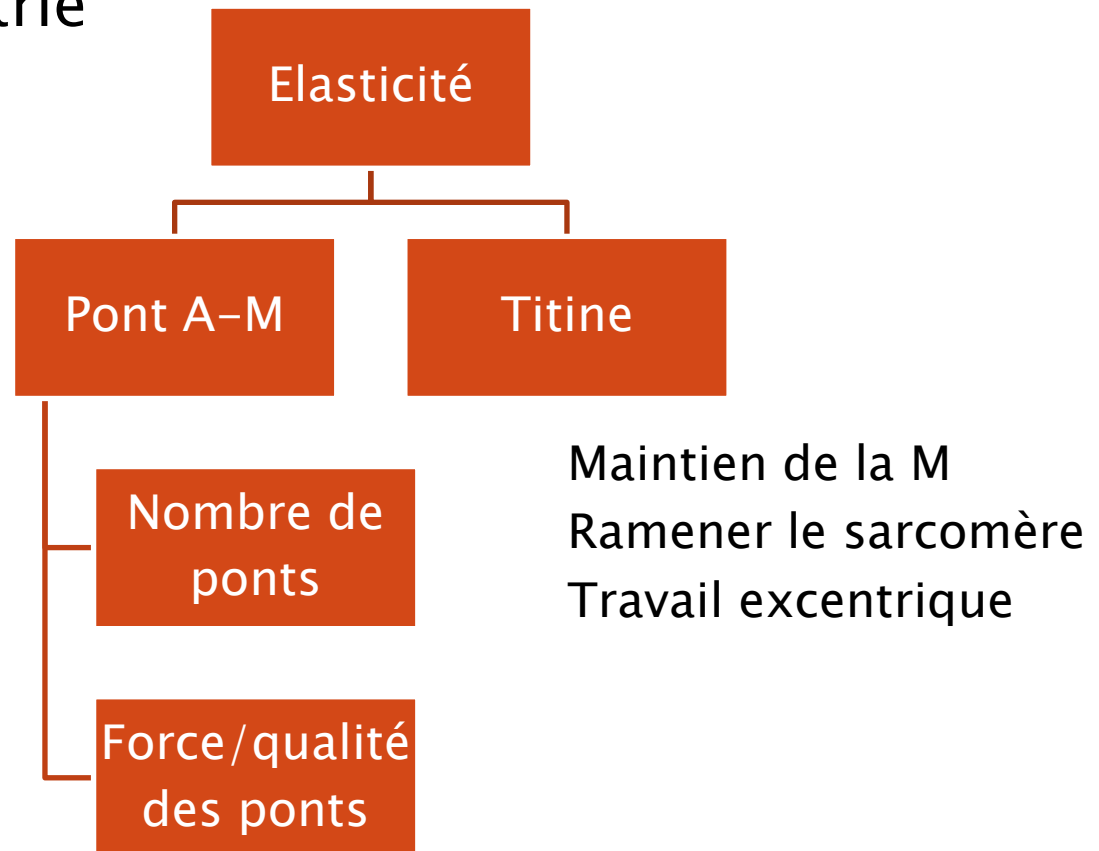 trie
Elasticité
Pont A-M
Titine
Nombre de
ponts
Force/qualité
des ponts
Maintien de la M
Ramener le sarcomère
Travail excentrique